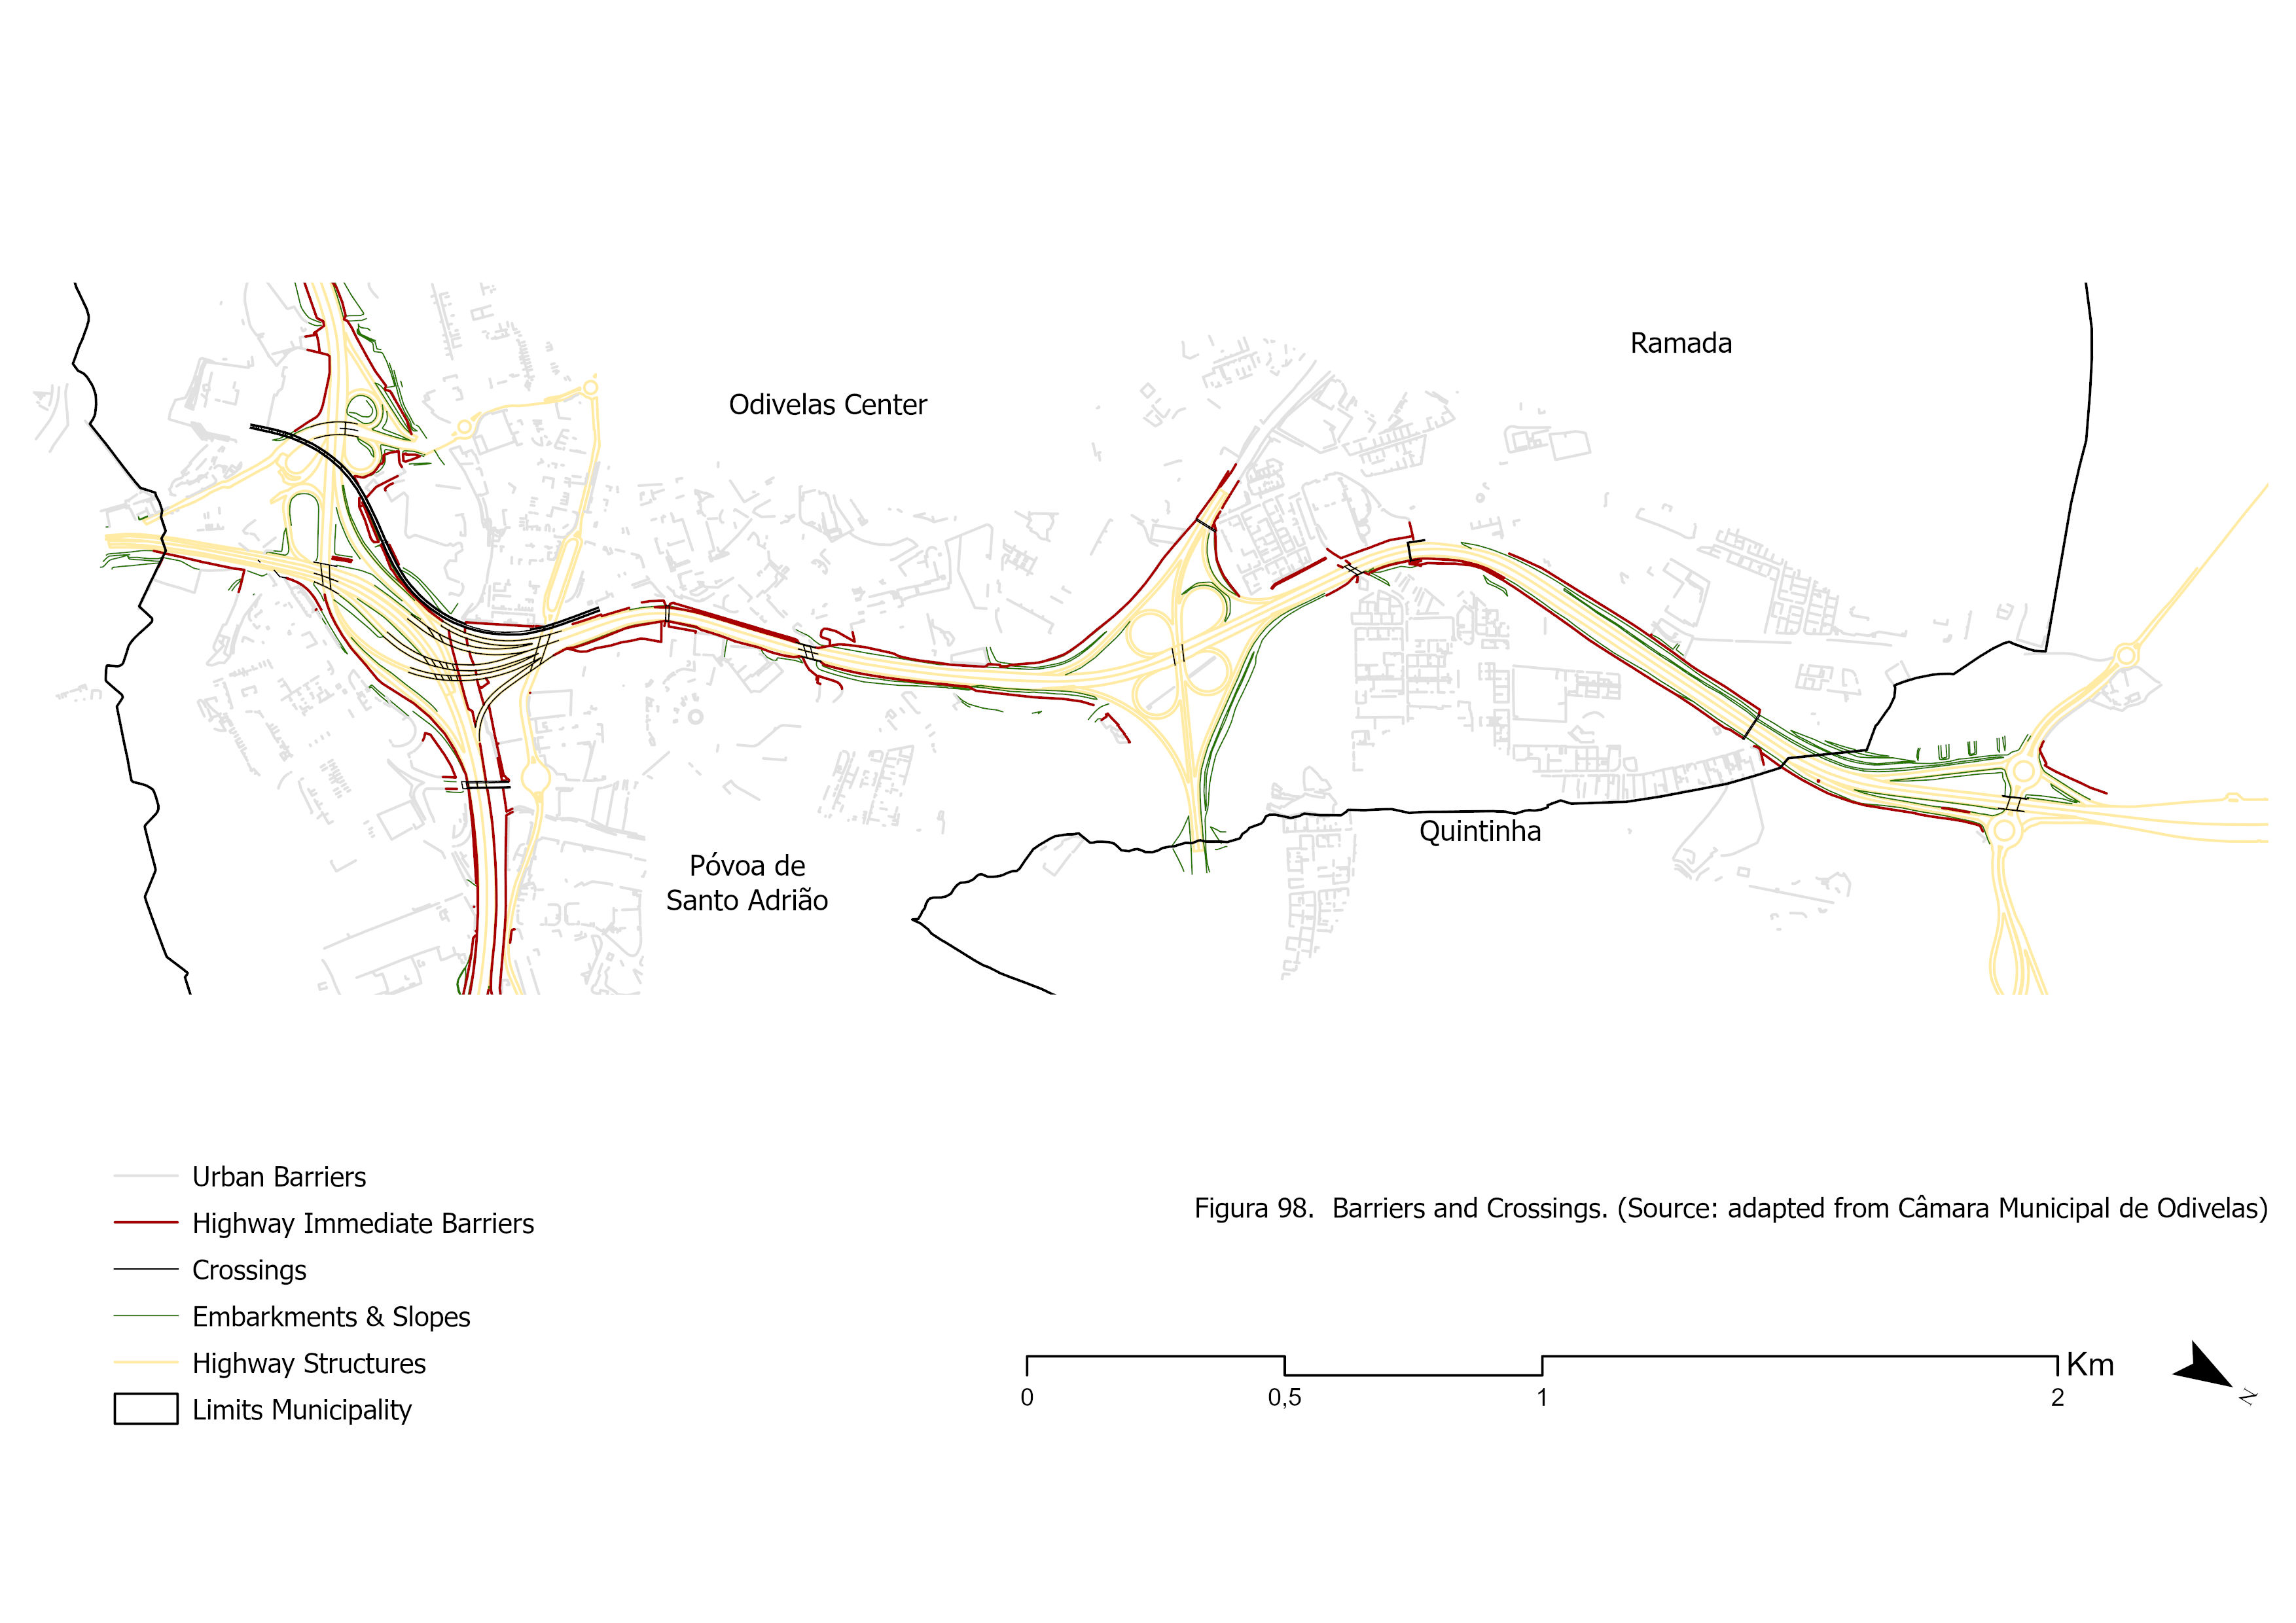 Ramada
Odivelas Center
Quintinha
Póvoa de
Santo Adrião
Urban Barriers
Highway Immediate Barriers
Crossings
Embarkments & Slopes
Highway Structures
Limits Municipality
Figura 98. Barriers and Crossings. (Source: adapted from Câmara Municipal de Odivelas)
Km
0 0,5 1 2
N